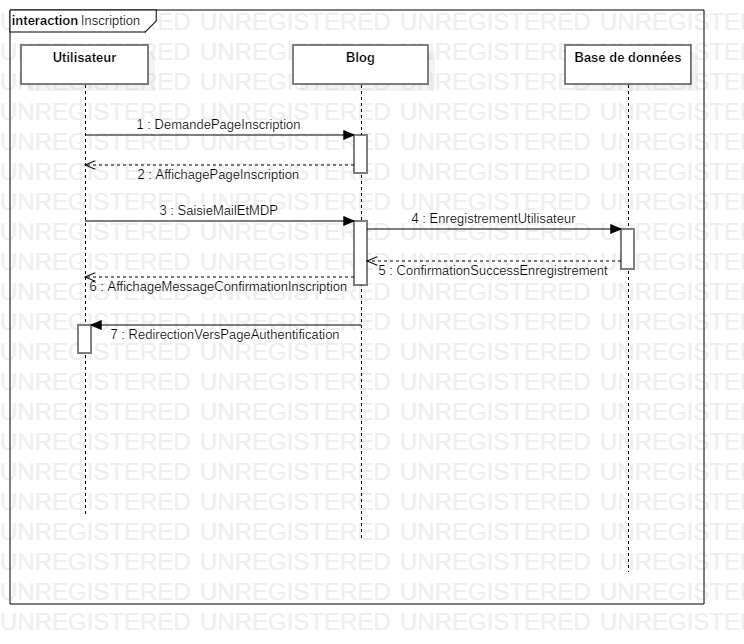 interaction Inscription
Utilisateur
Blog
Base de données
1 : DemandePageInscription
2 : AffichagePageInscription
3 : SaisieMailEtMDP
4 : EnregistrementUtilisateur
5 : ConfirmationSuccessEnregistrement
6 : AffichageMessageConfirmationInscription
7 : RedirectionVersPageAuthentification
UNREGISTERED